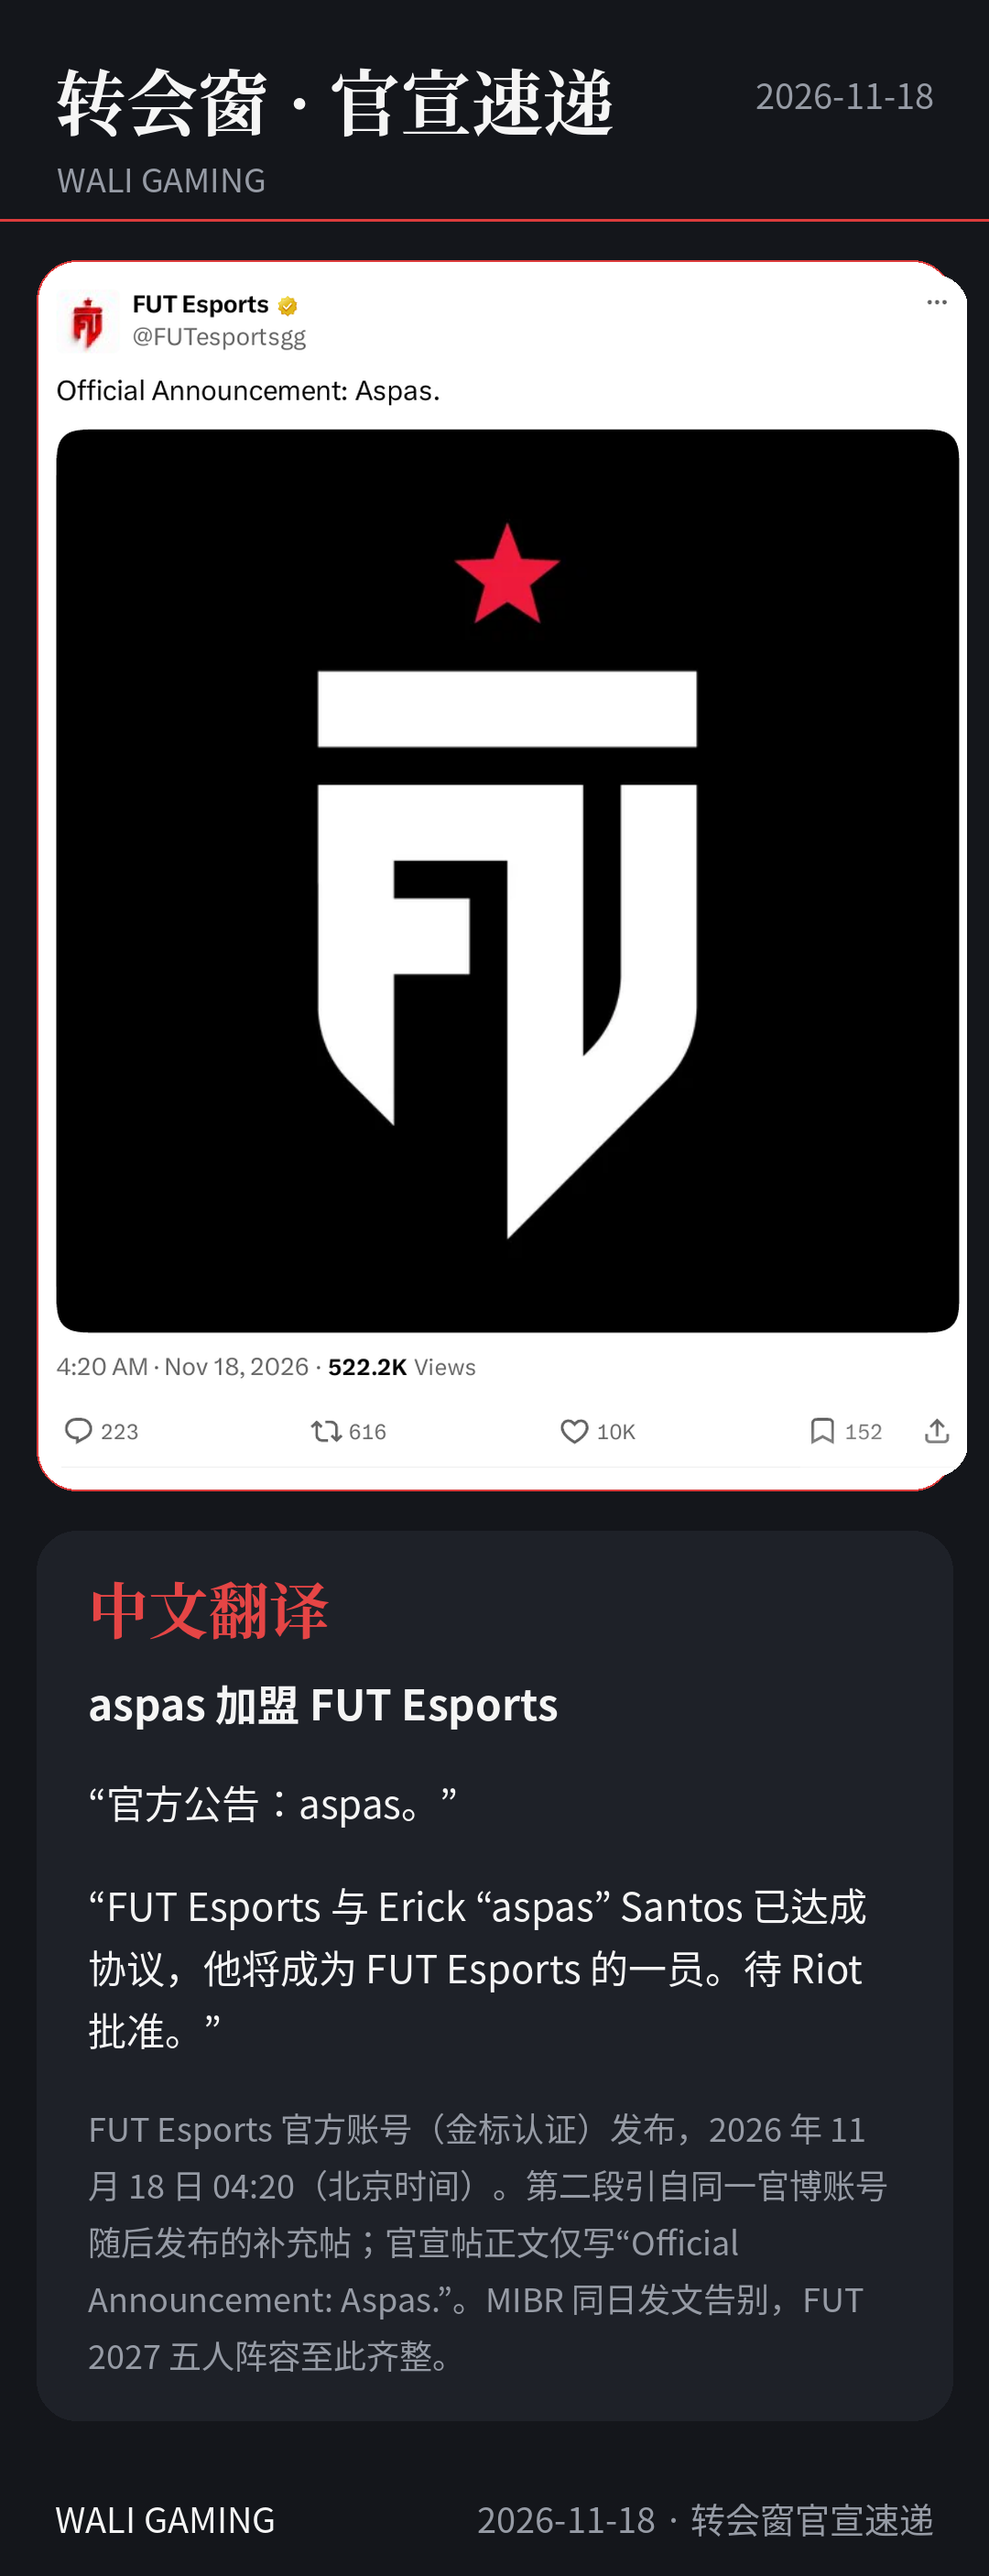 转会窗 · 官宣速递
2026-11-18
WALI GAMING
FUT Esports
@FUTesportsgg
Official Announcement: Aspas.
FU
4:20 AM · Nov 18, 2026 · 522.2K Views
223 616 10K 152
中文翻译
aspas 加盟 FUT Esports
“官方公告：aspas。”
“FUT Esports 与 Erick “aspas” Santos 已达成
协议，他将成为 FUT Esports 的一员。待 Riot
批准。”
FUT Esports 官方账号（金标认证）发布，2026 年 11
月 18 日 04:20（北京时间）。第二段引自同一官博账号
随后发布的补充帖；官宣帖正文仅写“Official
Announcement: Aspas.”。MIBR 同日发文告别，FUT
2027 五人阵容至此齐整。
WALI GAMING
2026-11-18 · 转会窗官宣速递